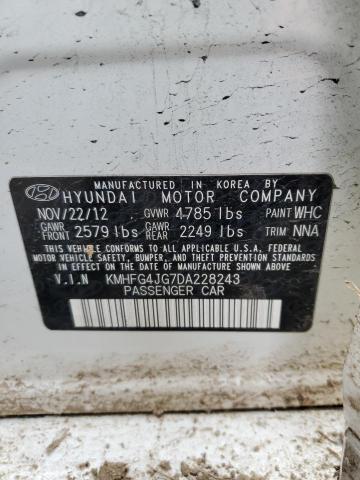 MANUFACTURED IN KOREA BY
HYUNDAI MOTOR COMPANY
NOV/22/12 GVWR 4785 lbs PAINT WHC
GAWR FRONT 2579 lbs GAWR REAR 2249 lbs TRIM NNA
THIS VEHICLE CONFORMS TO ALL APPLICABLE U.S.A. FEDERAL
MOTOR VEHICLE SAFETY, BUMPER, AND THEFT PREVENTION
STANDARDS IN EFFECT ON THE DATE OF MANUFACTURE SHOWN ABOVE.
V.I.N KMHFG4JG7DA228243
PASSENGER CAR